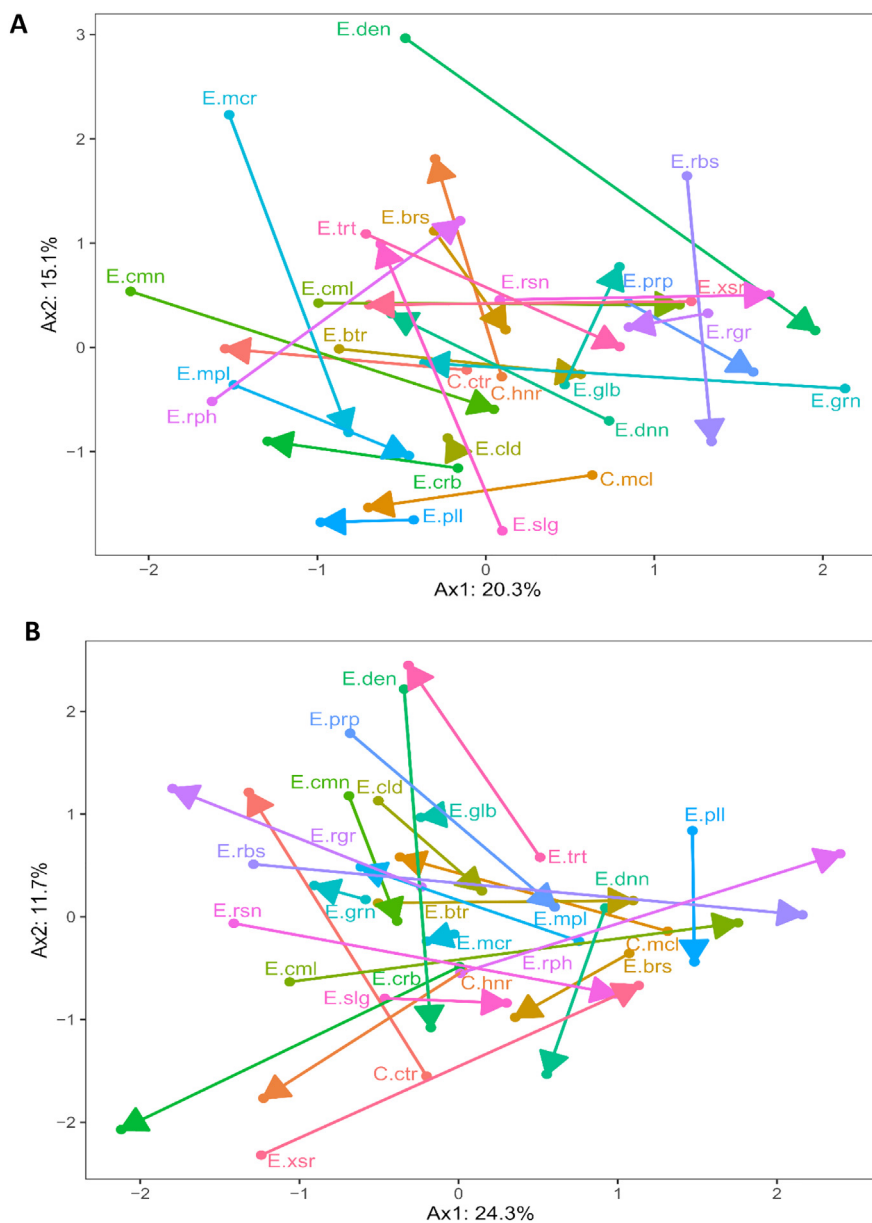 A
3
2
1
0
−1
Ax2: 15.1%
E.den
E.mcr
E.rbs
E.brs
E.trt
E.cmn
E.cml
E.rsn
E.prp
E.xsr
E.rgr
E.btr
E.mpl
E.rph
C.ctr
C.hnr
E.glb
E.grn
E.dnn
E.cld
E.crb
C.mcl
E.pll
E.slg
−2
−1
0
1
2
Ax1: 20.3%
B
2
1
0
−1
−2
Ax2: 11.7%
E.den
E.prp
E.cmn
E.cld
E.glb
E.pll
E.rgr
E.rbs
E.trt
E.dnn
E.grn
E.rsn
E.btr
E.mpl
E.mcr
C.mcl
E.cml
E.crb
C.hnr
E.rph
E.brs
E.slg
C.ctr
E.xsr
−2
−1
0
1
2
Ax1: 24.3%